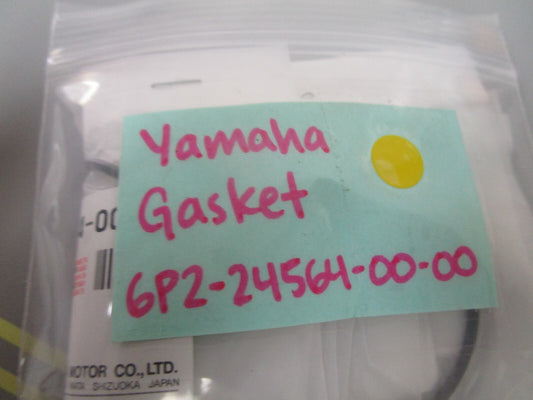 Yamaha
Gasket
6P2-24564-00-00
-00
MOTOR CO., LTD.
SHIZUOKA JAPAN